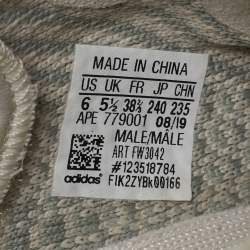 MADE IN CHINA
US UK FR JP CHN
6 5½ 38⅔ 240 235
APE 779001 08/19
MALE/MÂLE
ART FW3042
#123518784
adidas F1K2ZYBk00166